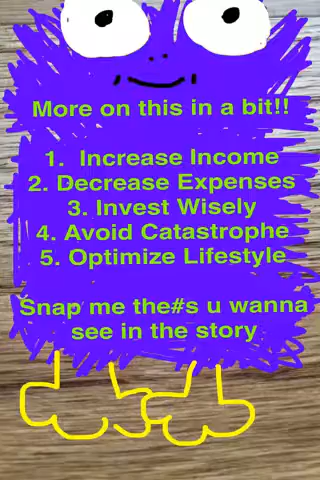 More on this in a bit!!
1. Increase Income
2. Decrease Expenses
3. Invest Wisely
4. Avoid Catastrophe
5. Optimize Lifestyle
Snap me the#s u wanna
see in the story